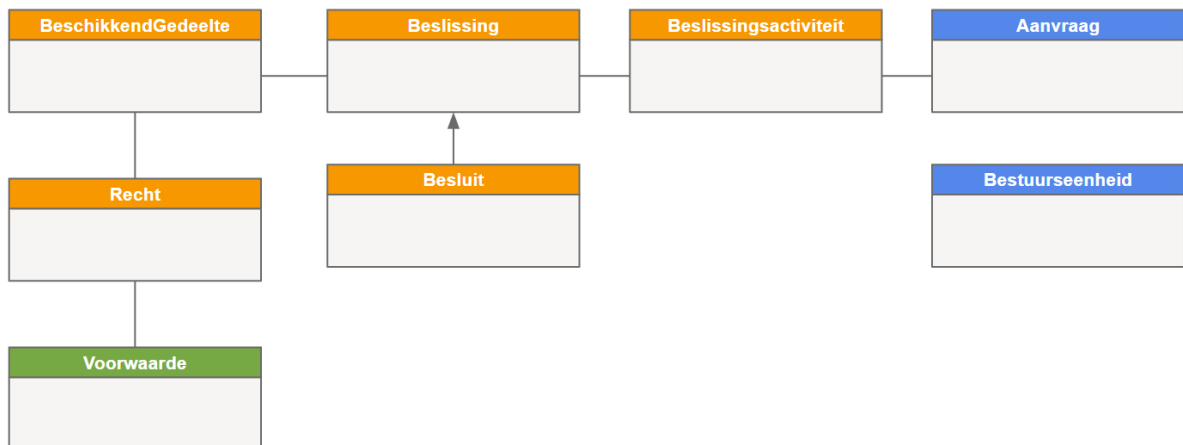 BeschikkendGedeelte
Beslissing
Beslissingsactiviteit
Aanvraag
Recht
Besluit
Bestuurseenheid
Voorwaarde